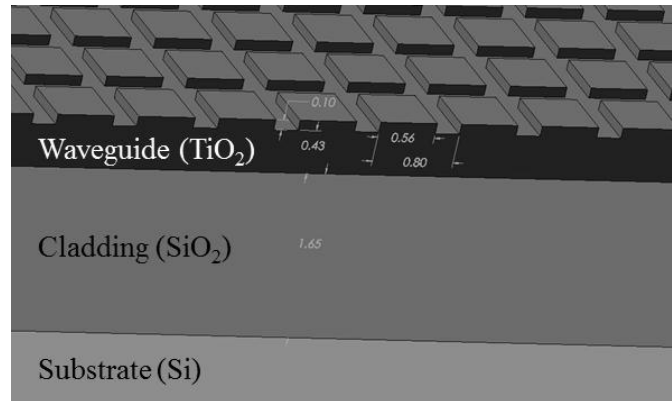 0.10
Waveguide (TiO₂)
0.43
0.56
0.80
Cladding (SiO₂)
1.65
Substrate (Si)